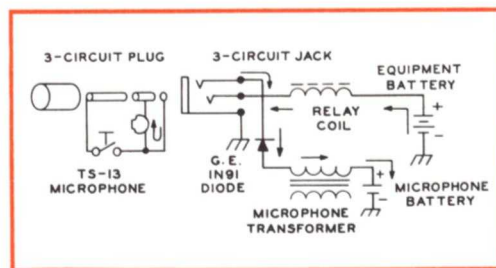 3-CIRCUIT PLUG
3-CIRCUIT JACK
EQUIPMENT
BATTERY
+
-
RELAY
COIL
TS-13
MICROPHONE
G.E.
IN91
DIODE
+
-
MICROPHONE
BATTERY
MICROPHONE
TRANSFORMER